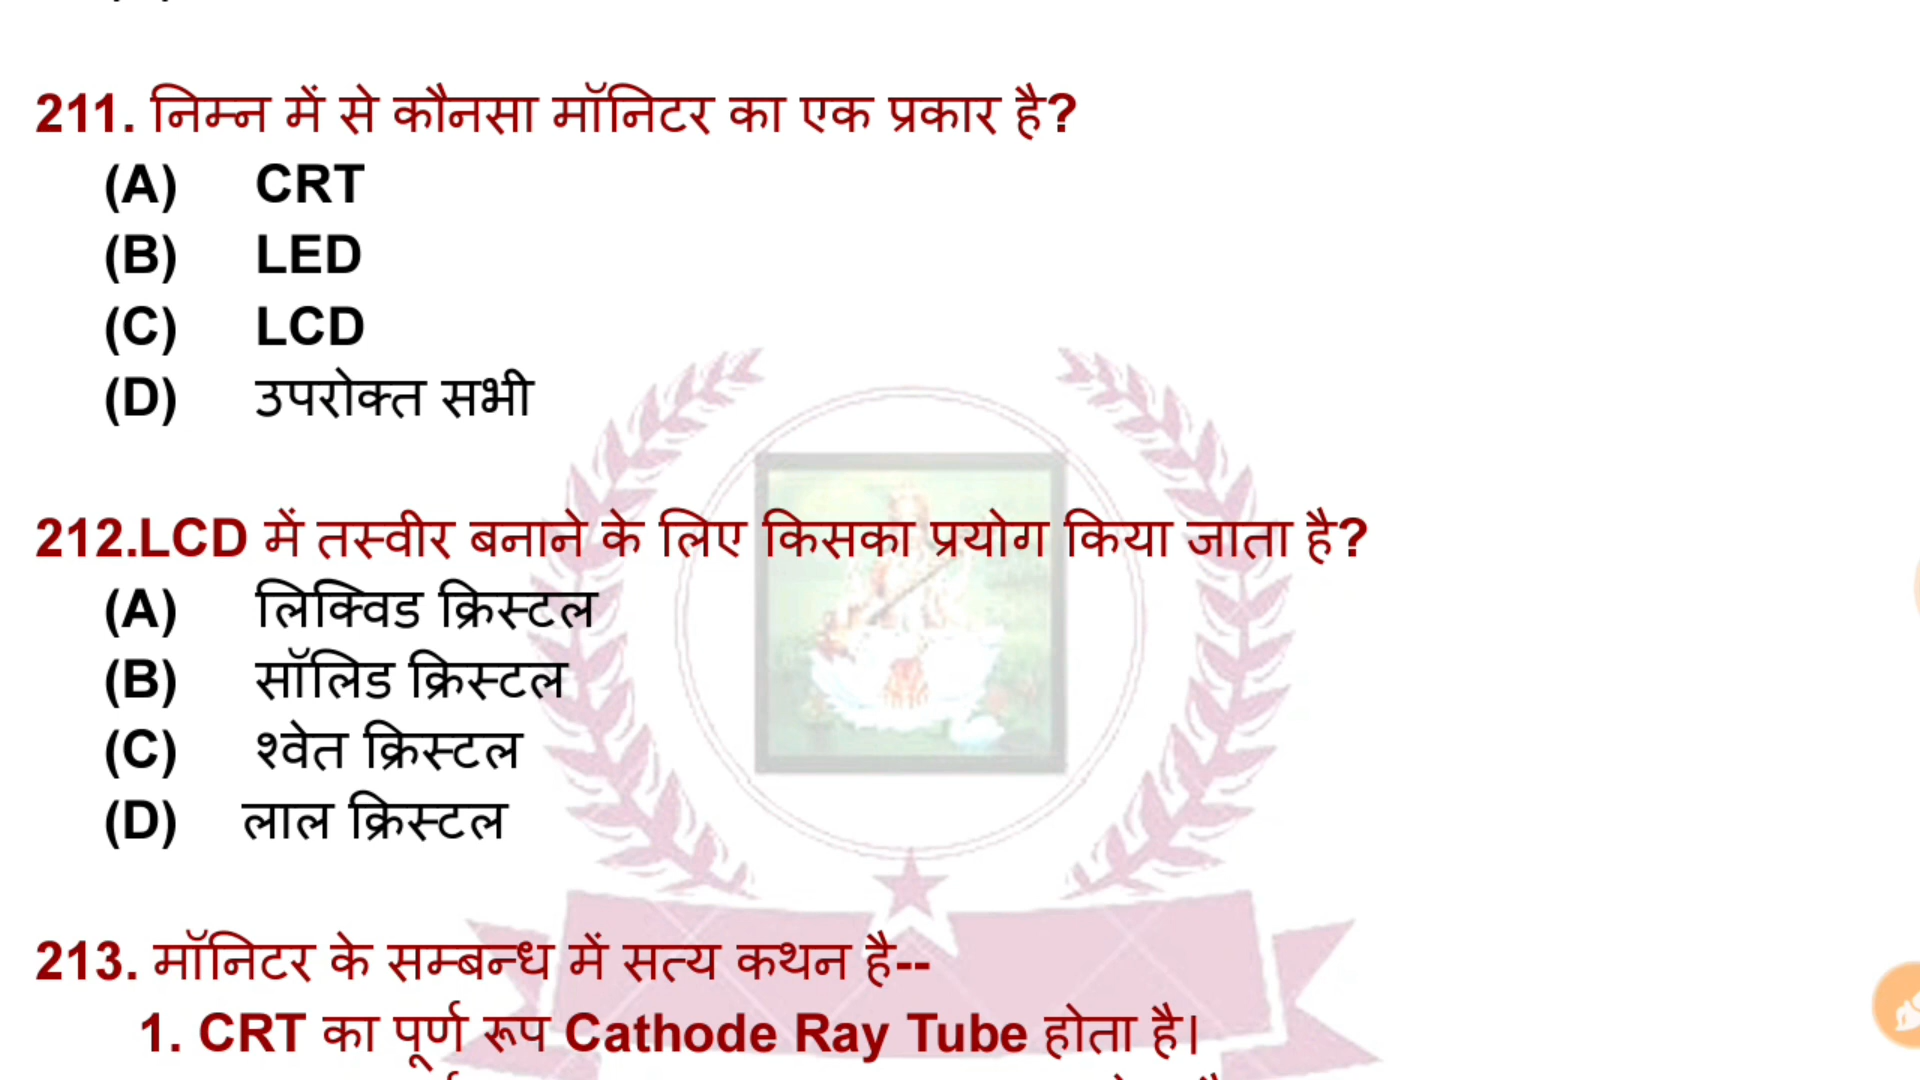 211. निम्न में से कौनसा मॉनिटर का एक प्रकार है?
(A) CRT
(B) LED
(C) LCD
(D) उपरोक्त सभी
212.LCD में तस्वीर बनाने के लिए किसका प्रयोग किया जाता है?
(A) लिक्विड क्रिस्टल
(B) सॉलिड क्रिस्टल
(C) श्वेत क्रिस्टल
(D) लाल क्रिस्टल
213. मॉनिटर के सम्बन्ध में सत्य कथन है--
1. CRT का पूर्ण रूप Cathode Ray Tube होता है।